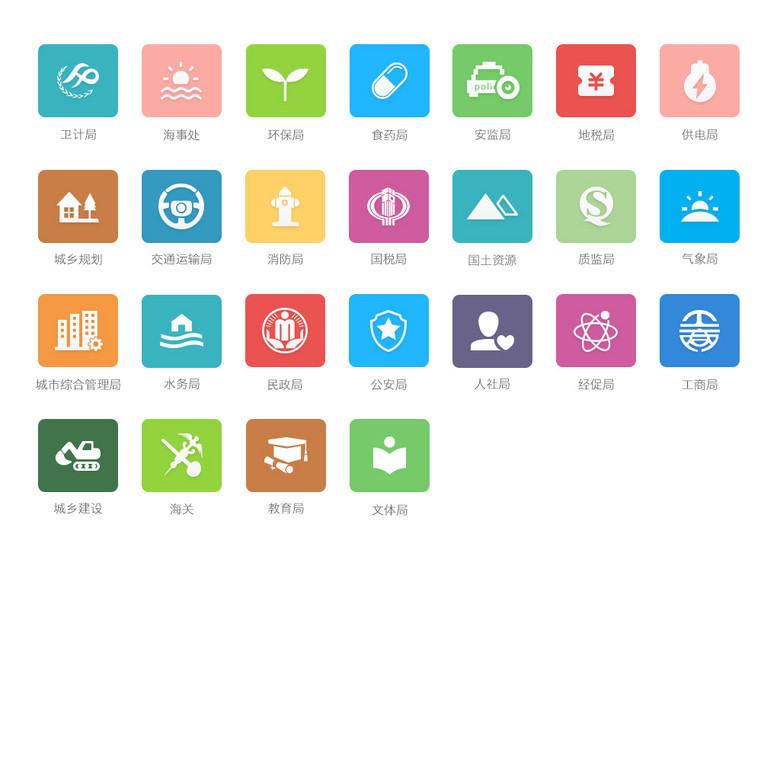 卫计局
海事处
环保局
食药局
安监局
地税局
供电局
城乡规划
交通运输局
消防局
国税局
国土资源
质监局
气象局
城市综合管理局
水务局
民政局
公安局
人社局
经促局
工商局
城乡建设
海关
教育局
文体局